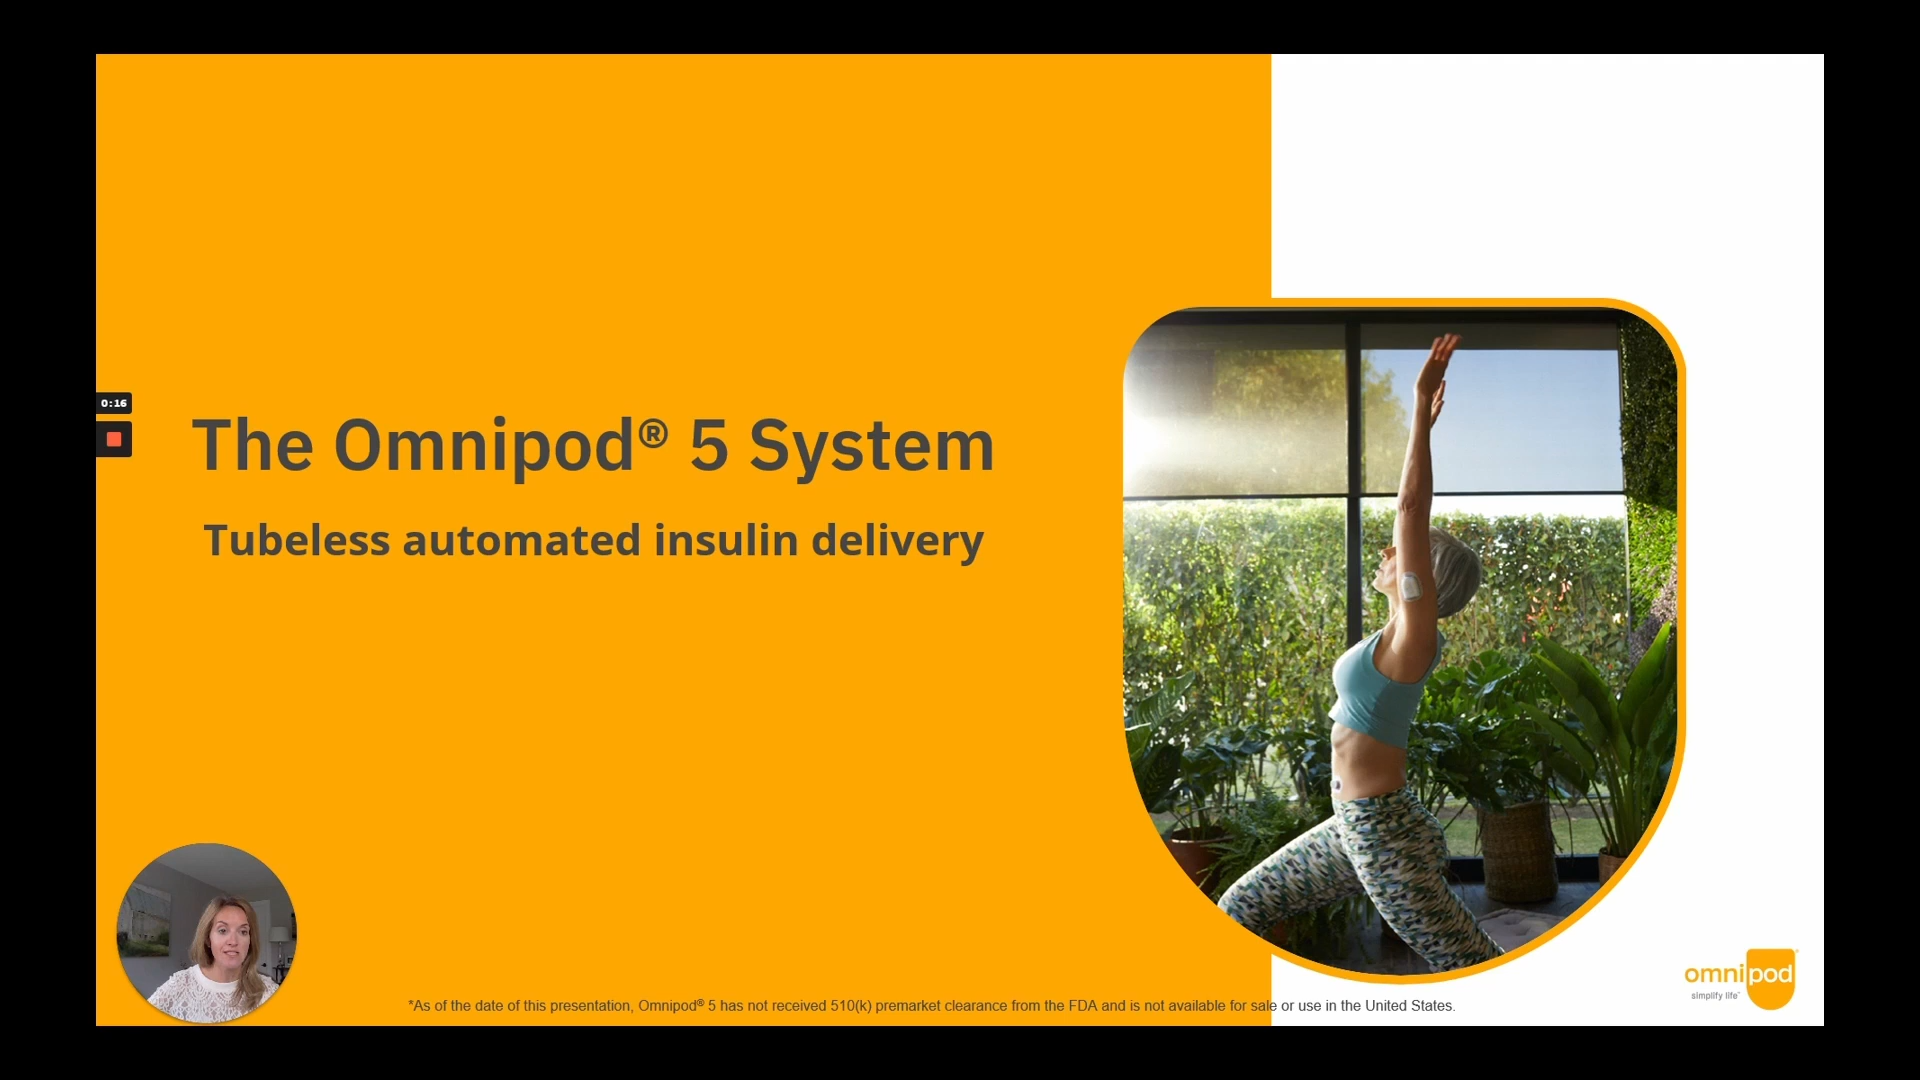 0:16
The Omnipod® 5 System
Tubeless automated insulin delivery
omnipod®
simplify life™
*As of the date of this presentation, Omnipod® 5 has not received 510(k) premarket clearance from the FDA and is not available for sale or use in the United States.